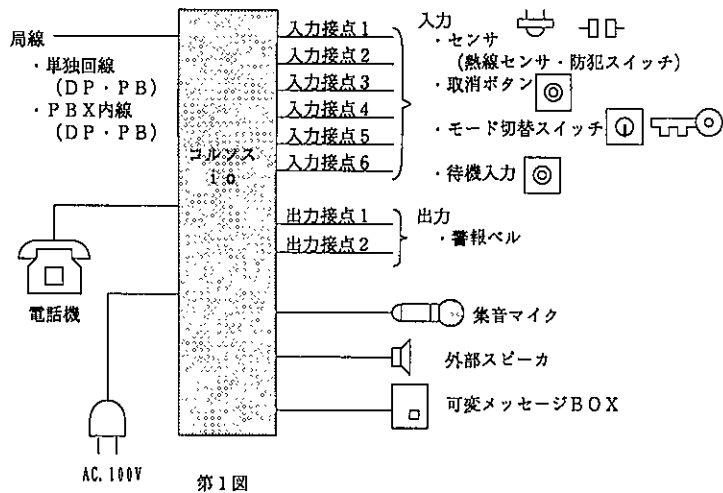 局線
・単独回線
(DP・PB)
・PBX内線
(DP・PB)
電話機
AC.100V
コルソス
10
入力接点1
入力接点2
入力接点3
入力接点4
入力接点5
入力接点6
出力接点1
出力接点2
入力
・センサ
(熱線センサ・防犯スイッチ)
・取消ボタン
・モード切替スイッチ
・待機入力
出力
・警報ベル
集音マイク
外部スピーカ
可変メッセージBOX
第1図